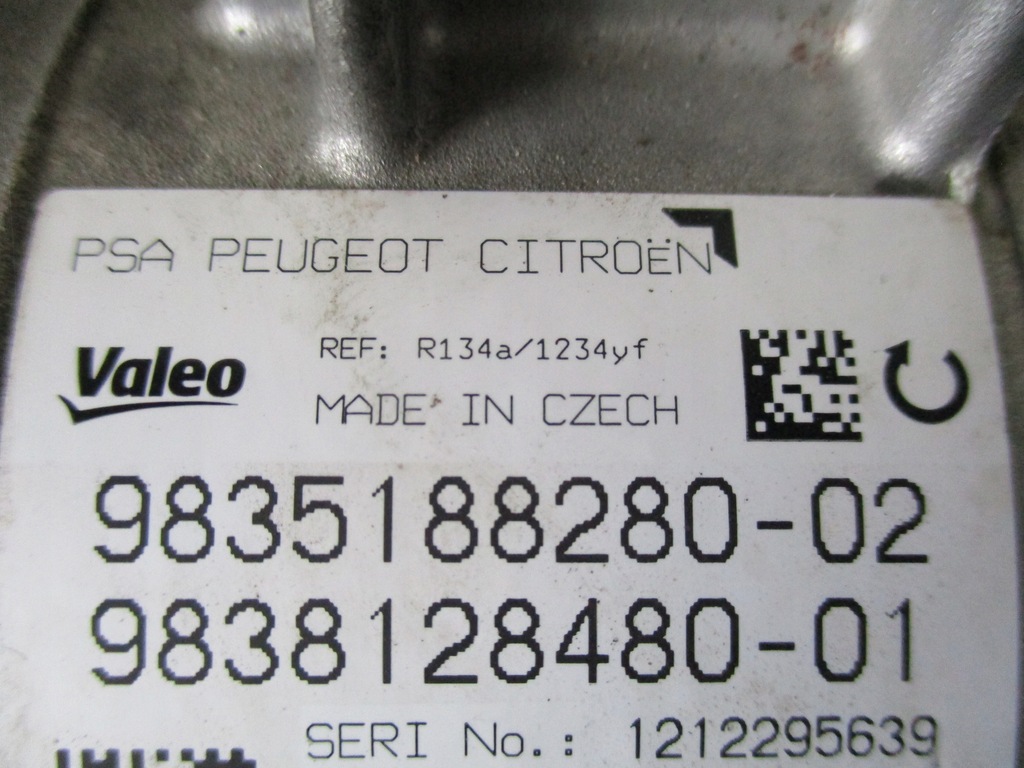 PSA PEUGEOT CITROËN
Valeo
REF: R134a/1234yf
MADE IN CZECH
9835188280-02
9838128480-01
SERI No.: 1212295639